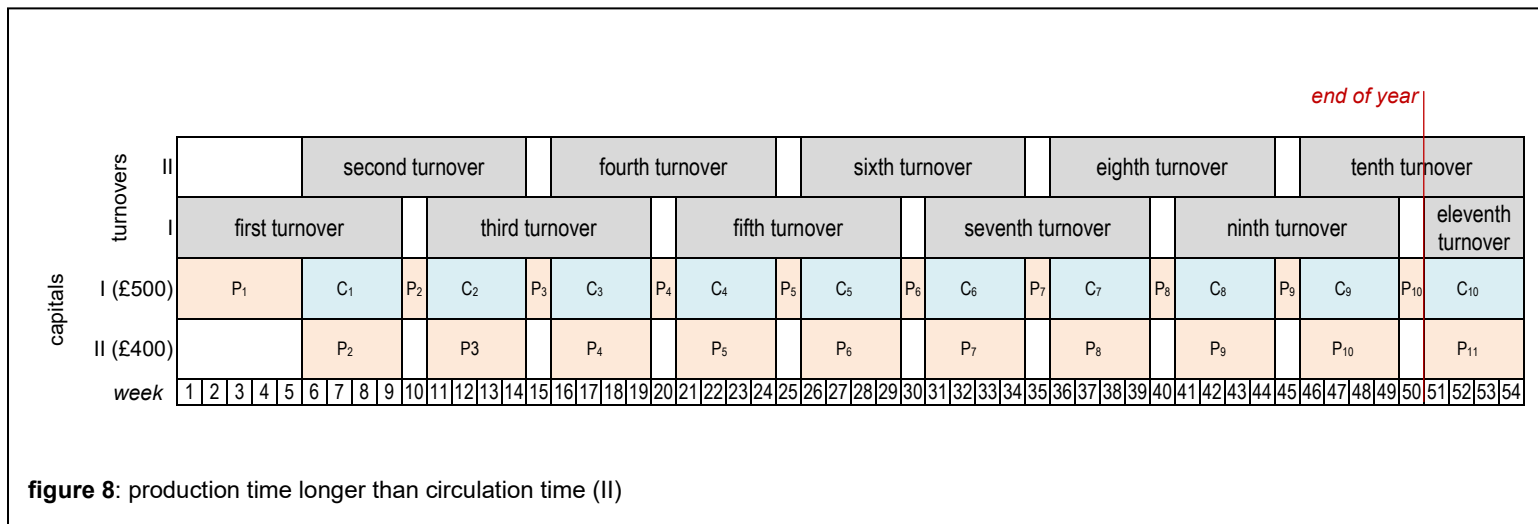 end of year
turnovers
II
second turnover
fourth turnover
sixth turnover
eighth turnover
tenth turnover
I
first turnover
third turnover
fifth turnover
seventh turnover
ninth turnover
eleventh
turnover
capitals
I (£500)
P₁
C₁
P₂
C₂
P₃
C₃
P₄
C₄
P₅
C₅
P₆
C₆
P₇
C₇
P₈
C₈
P₉
C₉
P₁₀
C₁₀
II (£400)
P₂
P3
P₄
P₅
P₆
P₇
P₈
P₉
P₁₀
P₁₁
week 1 2 3 4 5 6 7 8 9 10 11 12 13 14 15 16 17 18 19 20 21 22 23 24 25 26 27 28 29 30 31 32 33 34 35 36 37 38 39 40 41 42 43 44 45 46 47 48 49 50 51 52 53 54
figure 8: production time longer than circulation time (II)